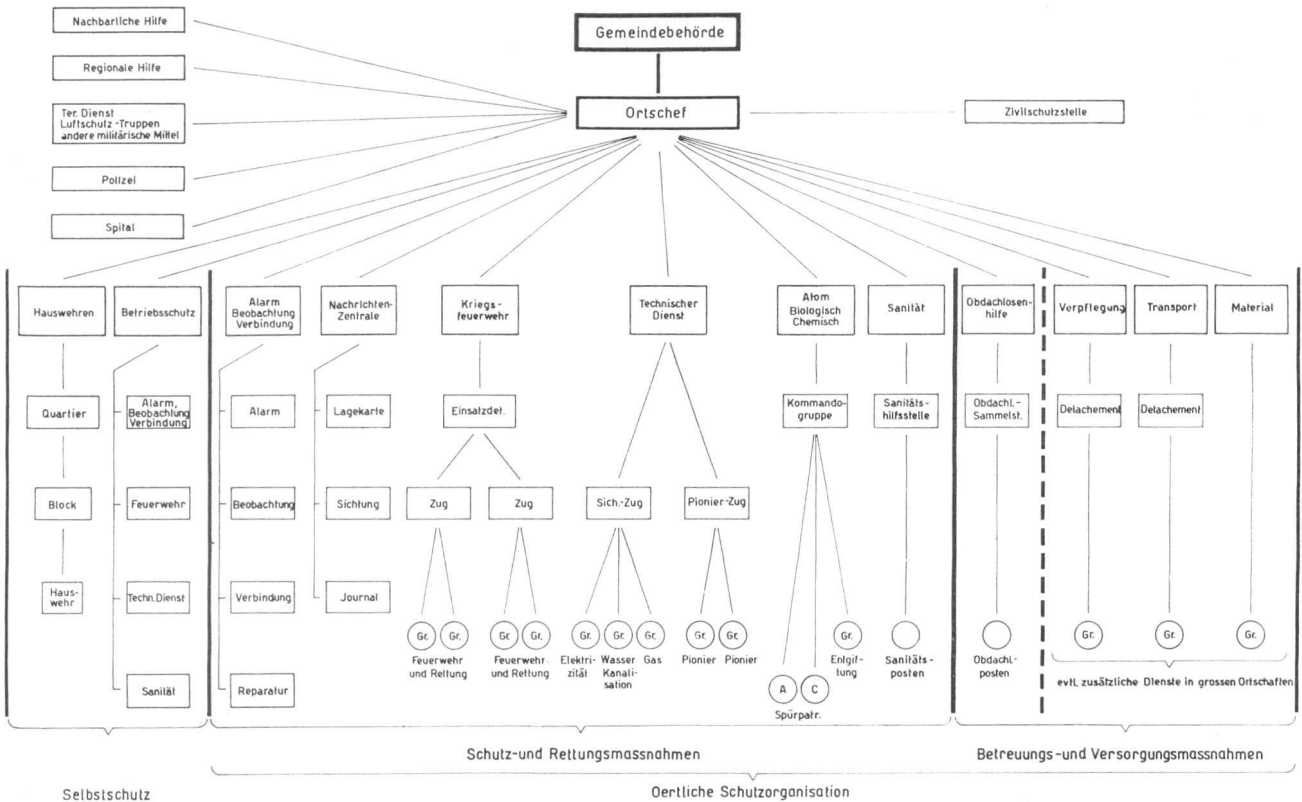 Nachbarliche Hilfe
Regionale Hilfe
Ter. Dienst
Luftschutz-Truppen
andere militärische Mittel
Polizei
Spital
Gemeindebehörde
Ortschef
Zivilschutzstelle
Hauswehren
Betriebsschutz
Alarm
Beobachtung
Verbindung
Nachrichten-
Zentrale
Kriegs-
feuerwehr
Technischer
Dienst
Atom
Biologisch
Chemisch
Sanität
Obdachlosen-
hilfe
Verpflegung
Transport
Material
Quartier
Alarm,
Beobachtung
Verbindung
Alarm
Lagekarte
Einsatzdet.
Kommando-
gruppe
Sanitäts-
hilfsstelle
Obdachl.-
Sammelst.
Detachement
Detachement
Block
Feuerwehr
Beobachtung
Sichtung
Zug
Zug
Sich.-Zug
Pionier-Zug
Haus-
wehr
Techn. Dienst
Verbindung
Journal
Gr. Gr.
Feuerwehr
und Rettung
Gr. Gr.
Feuerwehr
und Rettung
Gr. Gr. Gr.
Elektri-
zität
Wasser
Kanali-
sation
Gas
Gr. Gr.
Pionier Pionier
Gr.
Entgif-
tung
Sanitäts-
posten
Obdachl.-
posten
Gr. Gr. Gr.
evtl. zusätzliche Dienste in grossen Ortschaften
Sanität
Reparatur
A C
Spürpatr.
Schutz-und Rettungsmassnahmen
Betreuungs-und Versorgungsmassnahmen
Selbstschutz
Oertliche Schutzorganisation